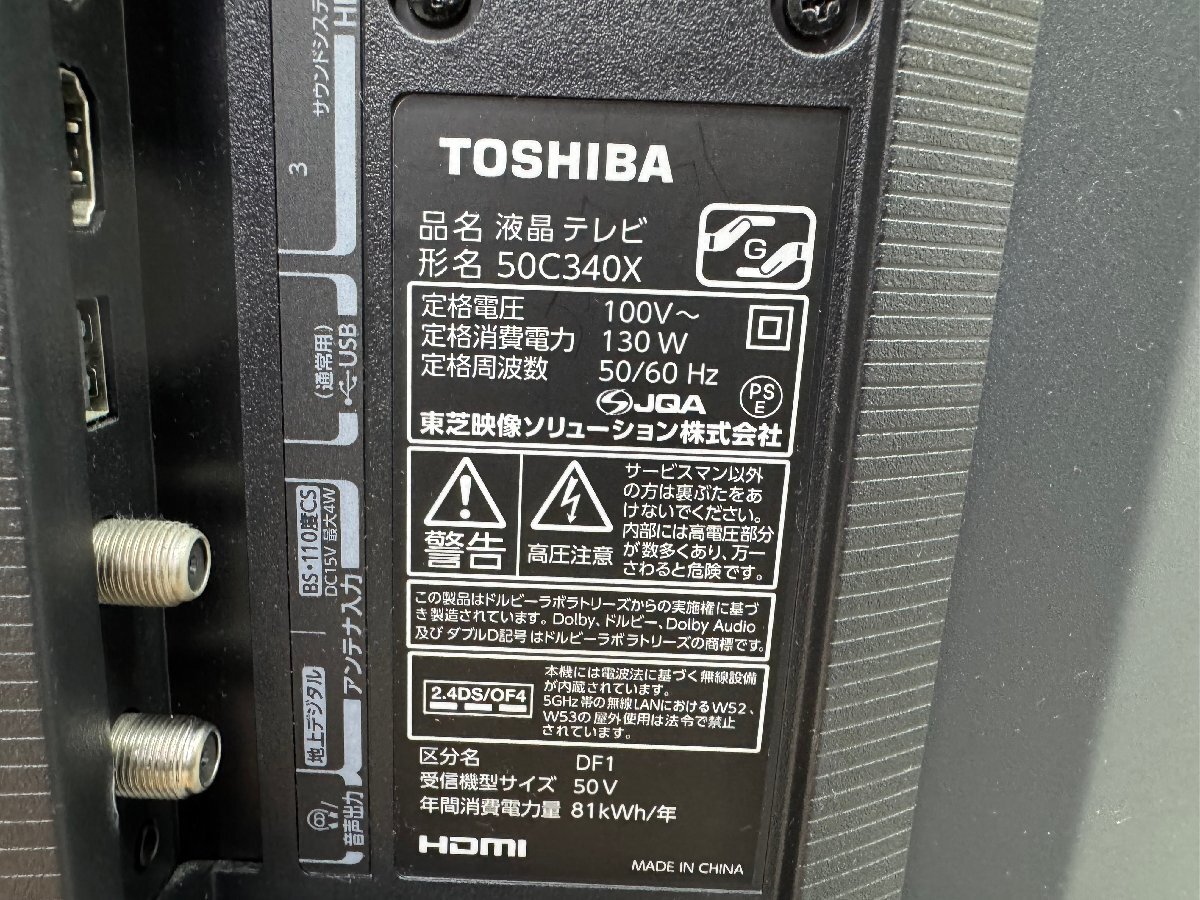 サウンドシステ
HD
3
(通常用)
USB
BS・110度CS
DC15V 最大4W
アンテナ入力
地上デジタル
音声出力
TOSHIBA
品名 液晶 テレビ
形名 50C340X
G
定格電圧 100V～
定格消費電力 130 W
定格周波数 50/60 Hz
JQA
PS
E
東芝映像ソリューション株式会社
警告
高圧注意
サービスマン以外
の方は裏ぶたをあ
けないでください。
内部には高電圧部分
が数多くあり、万一
さわると危険です。
この製品はドルビーラボラトリーズからの実施権に基づ
き製造されています。Dolby、ドルビー、Dolby Audio
及び ダブルD記号 はドルビーラボラトリーズの商標です。
2.4DS/OF4
本機には電波法に基づく無線設備
が内蔵されています。
5GHz 帯の無線LANにおけるW52、
W53の屋外使用は法令で禁止
されています。
区分名 DF1
受信機型サイズ 50V
年間消費電力量 81kWh/年
HDMI
MADE IN CHINA